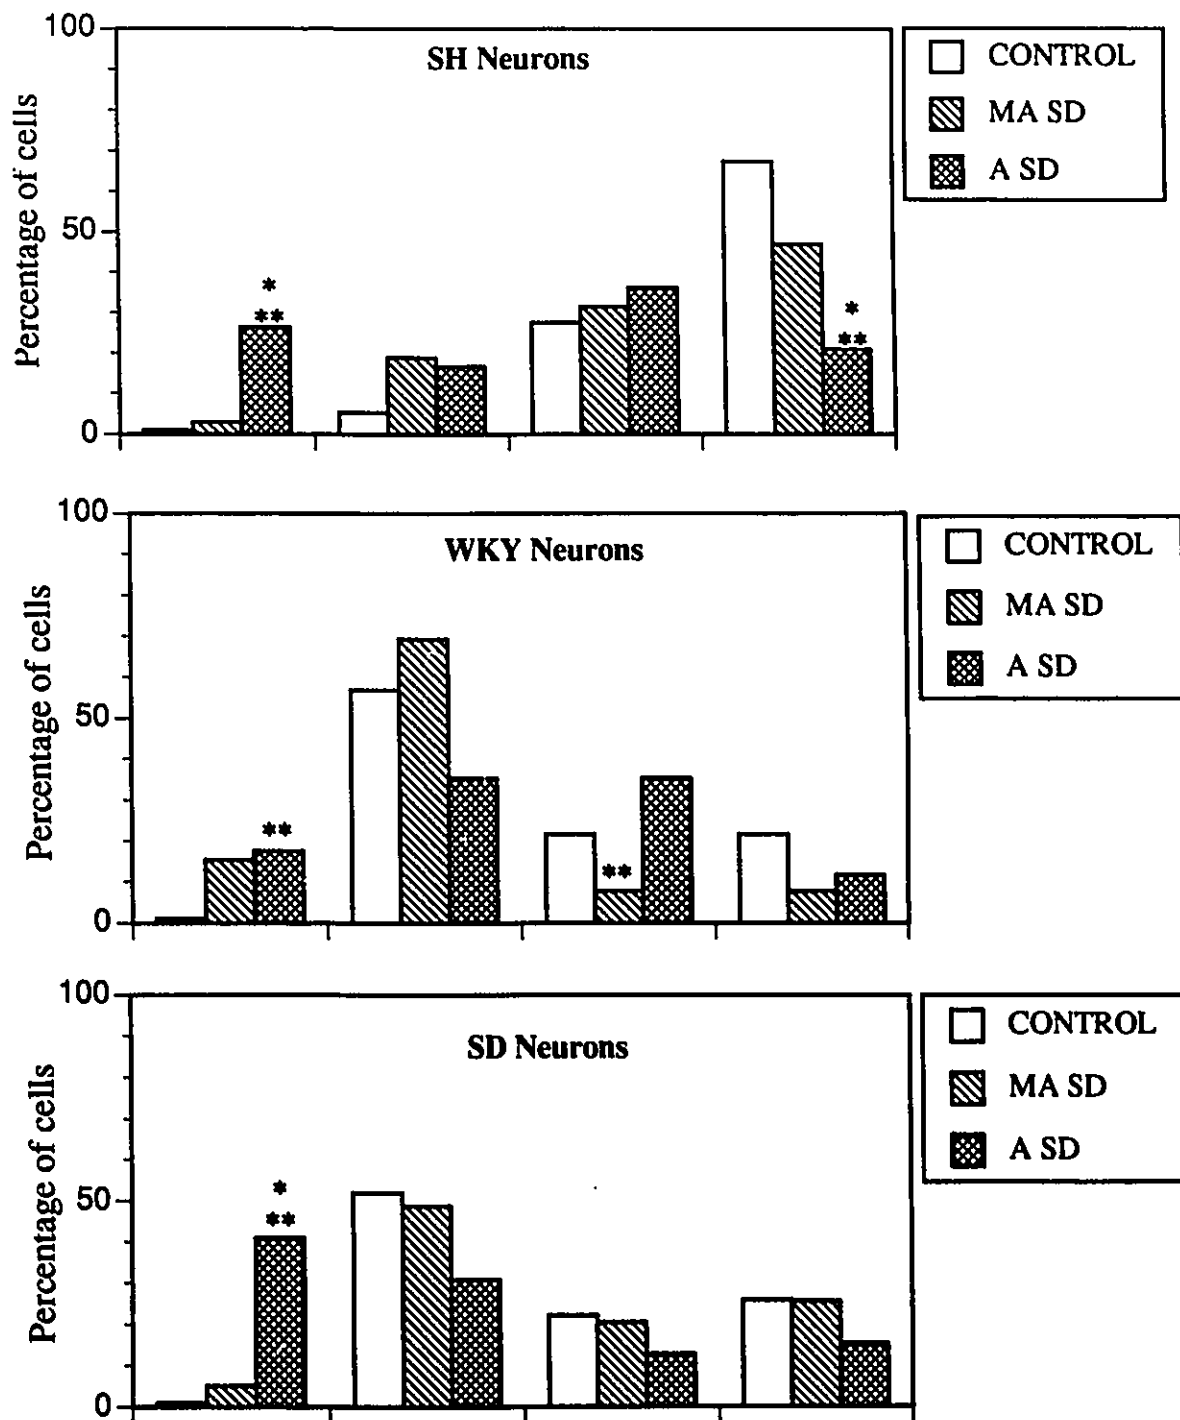 100
SH Neurons
CONTROL
MA SD
A SD
Percentage of cells
50
*
**
*
**
0
100
WKY Neurons
CONTROL
MA SD
A SD
Percentage of cells
50
**
**
0
100
SD Neurons
CONTROL
MA SD
A SD
Percentage of cells
50
*
**
0